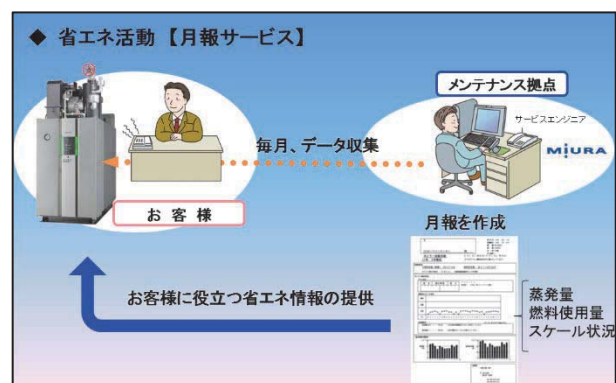 ◆ 省エネ活動【月報サービス】
メンテナンス拠点
サービスエンジニア
MIURA
毎月、データ収集
お客様
月報を作成
お客様に役立つ省エネ情報の提供
蒸発量
燃料使用量
スケール状況